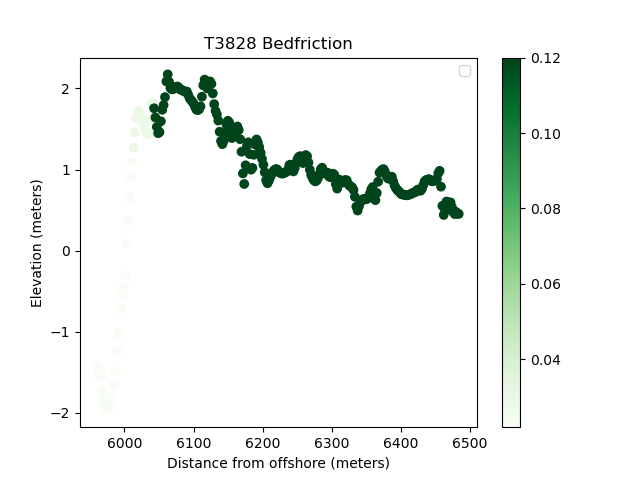 T3828 Bedfriction
2
1
0
−1
−2
Elevation (meters)
6000 6100 6200 6300 6400 6500
Distance from offshore (meters)
0.12
0.10
0.08
0.06
0.04